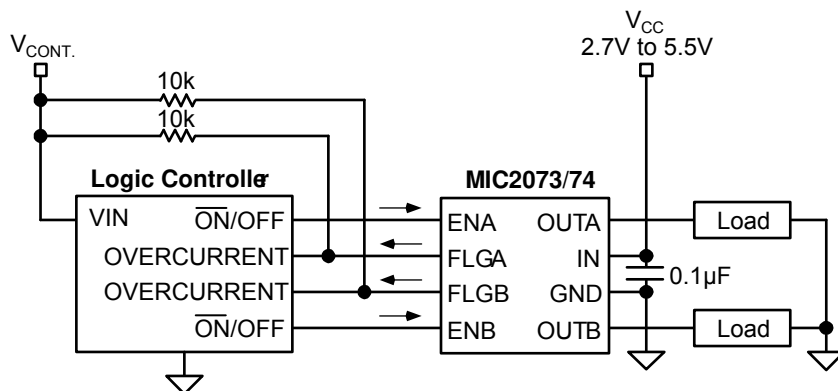 V_CONT.
10k
10k
V_CC
2.7V to 5.5V
Logic Controller
MIC2073/74
VIN
ON/OFF
OVERCURRENT
OVERCURRENT
ON/OFF
ENA
FLGA
FLGB
ENB
OUTA
IN
GND
OUTB
Load
0.1µF
Load